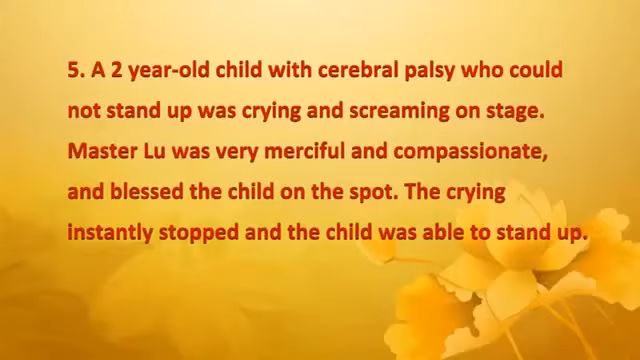 5. A 2 year-old child with cerebral palsy who could
not stand up was crying and screaming on stage.
Master Lu was very merciful and compassionate,
and blessed the child on the spot. The crying
instantly stopped and the child was able to stand up.